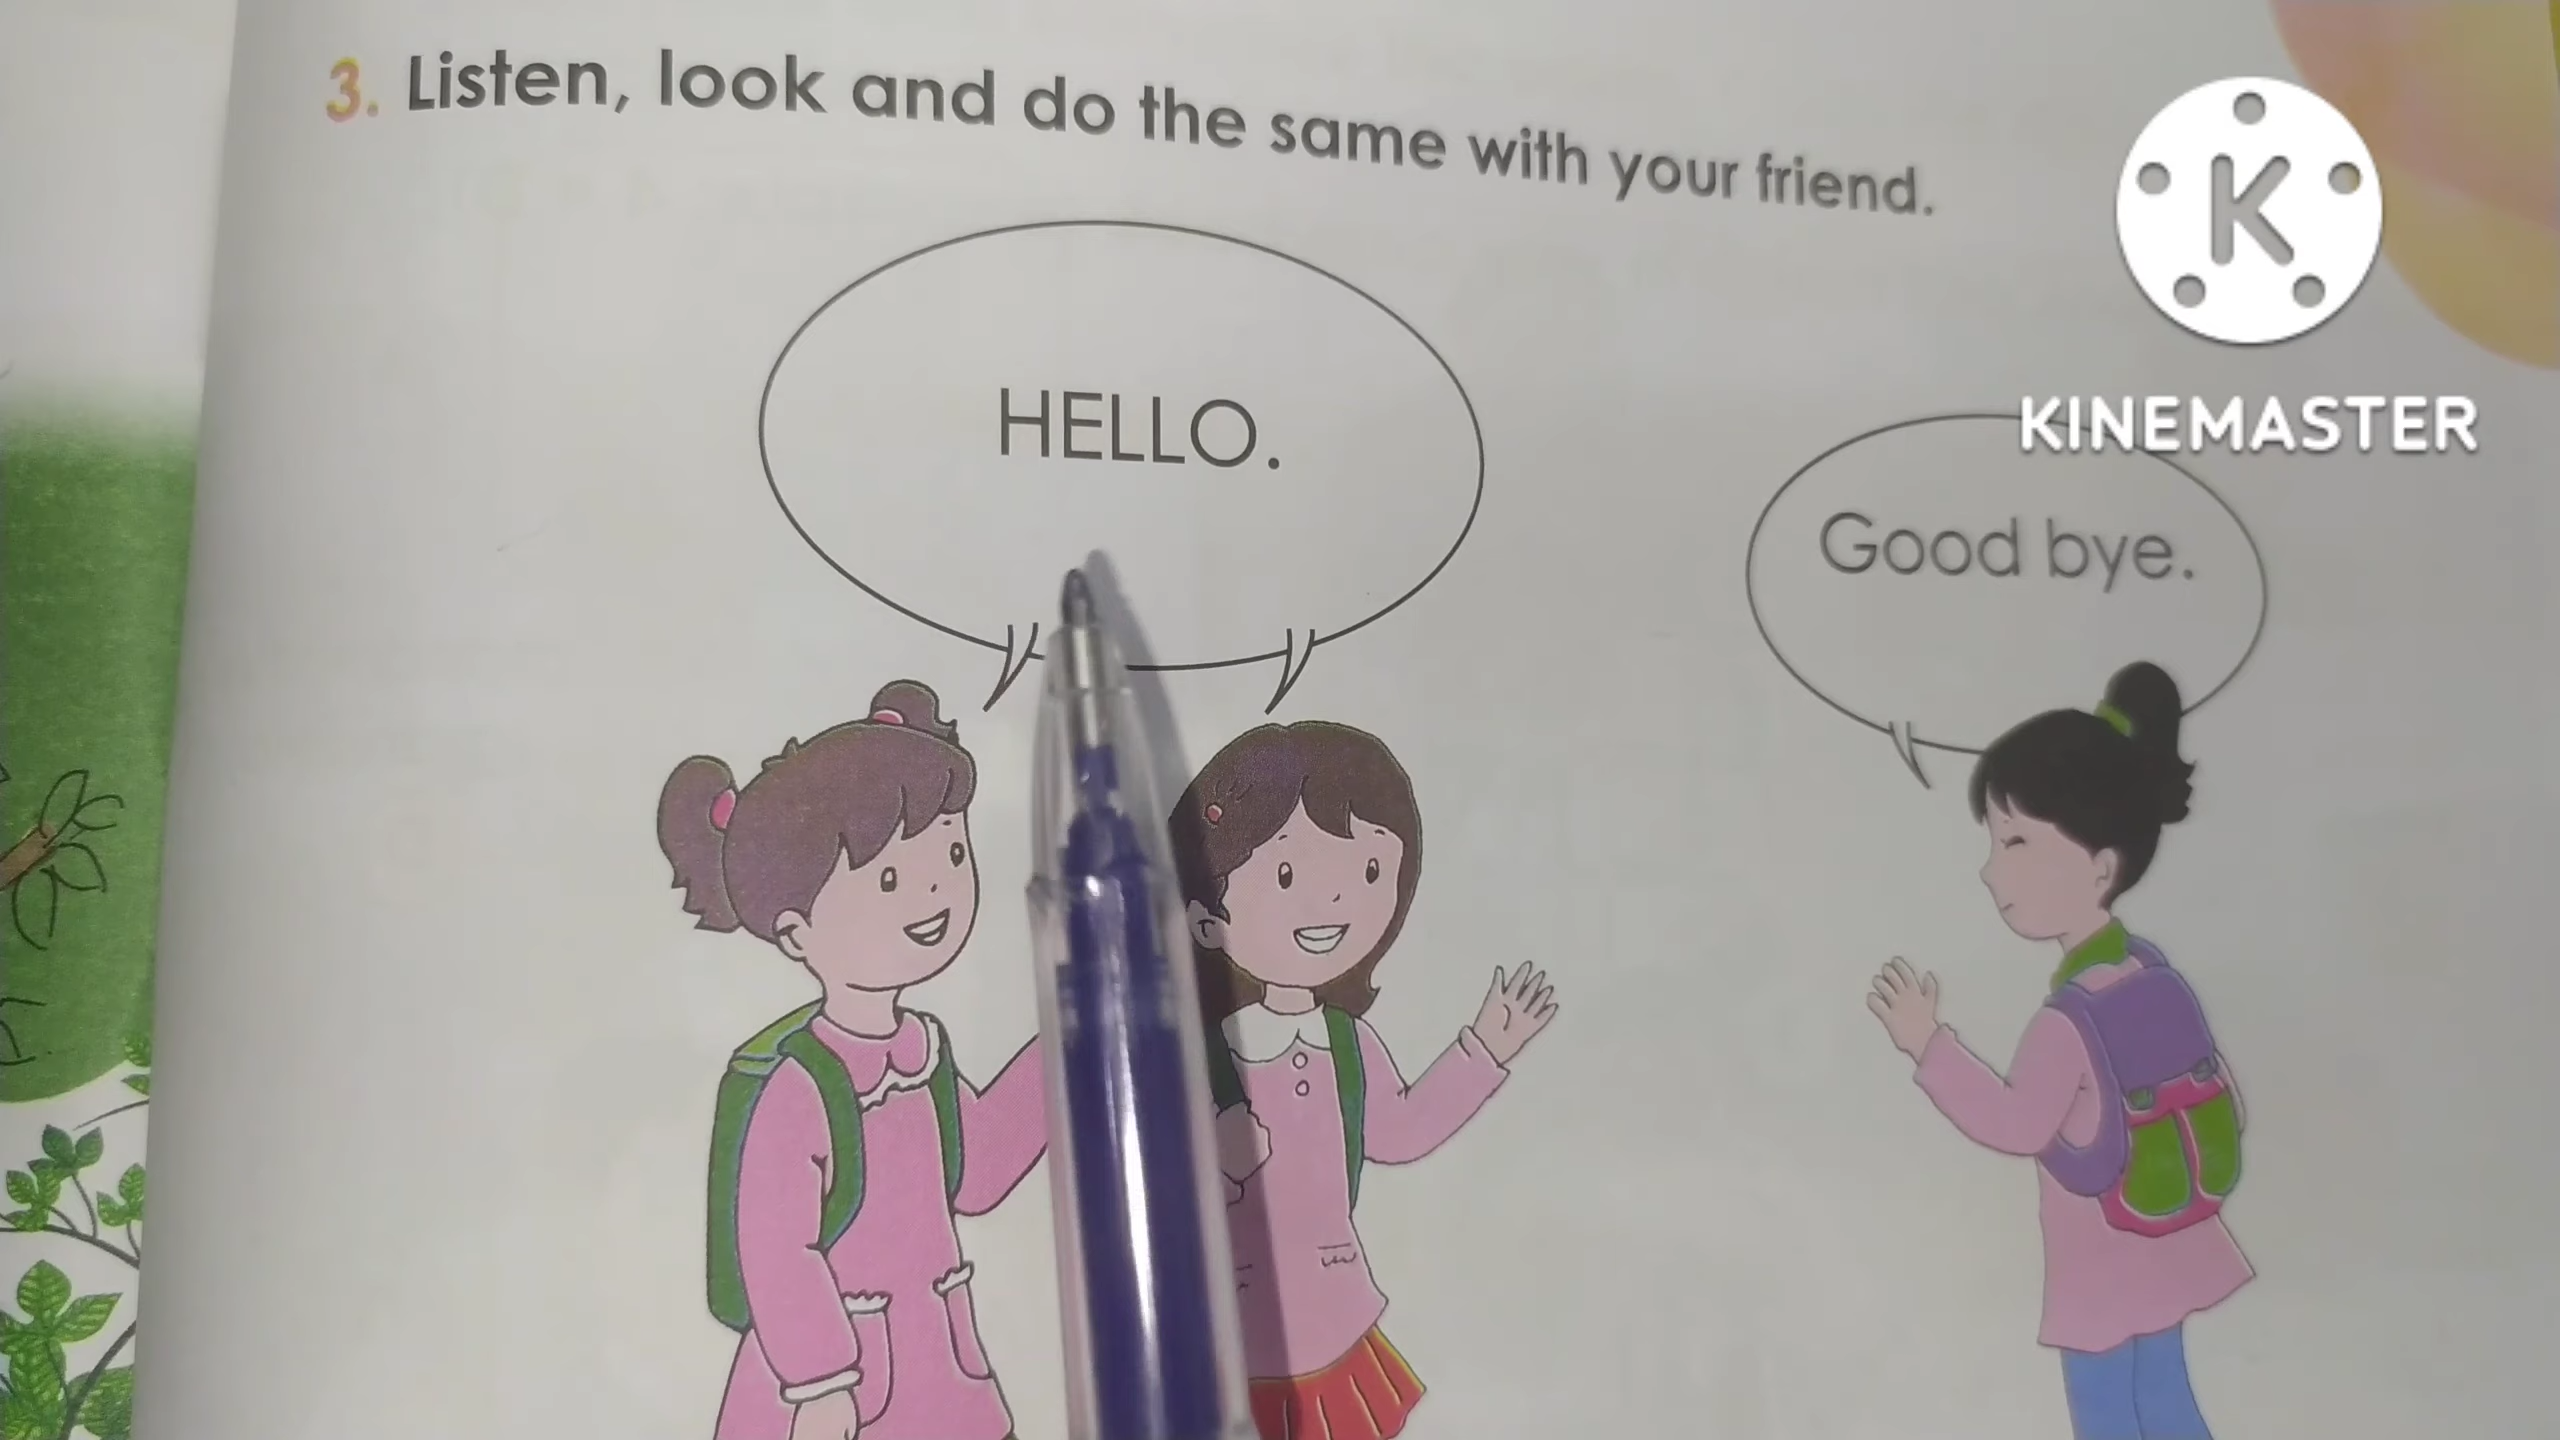 3. Listen, look and do the same with your friend.
HELLO.
Good bye.
K
KINEMASTER